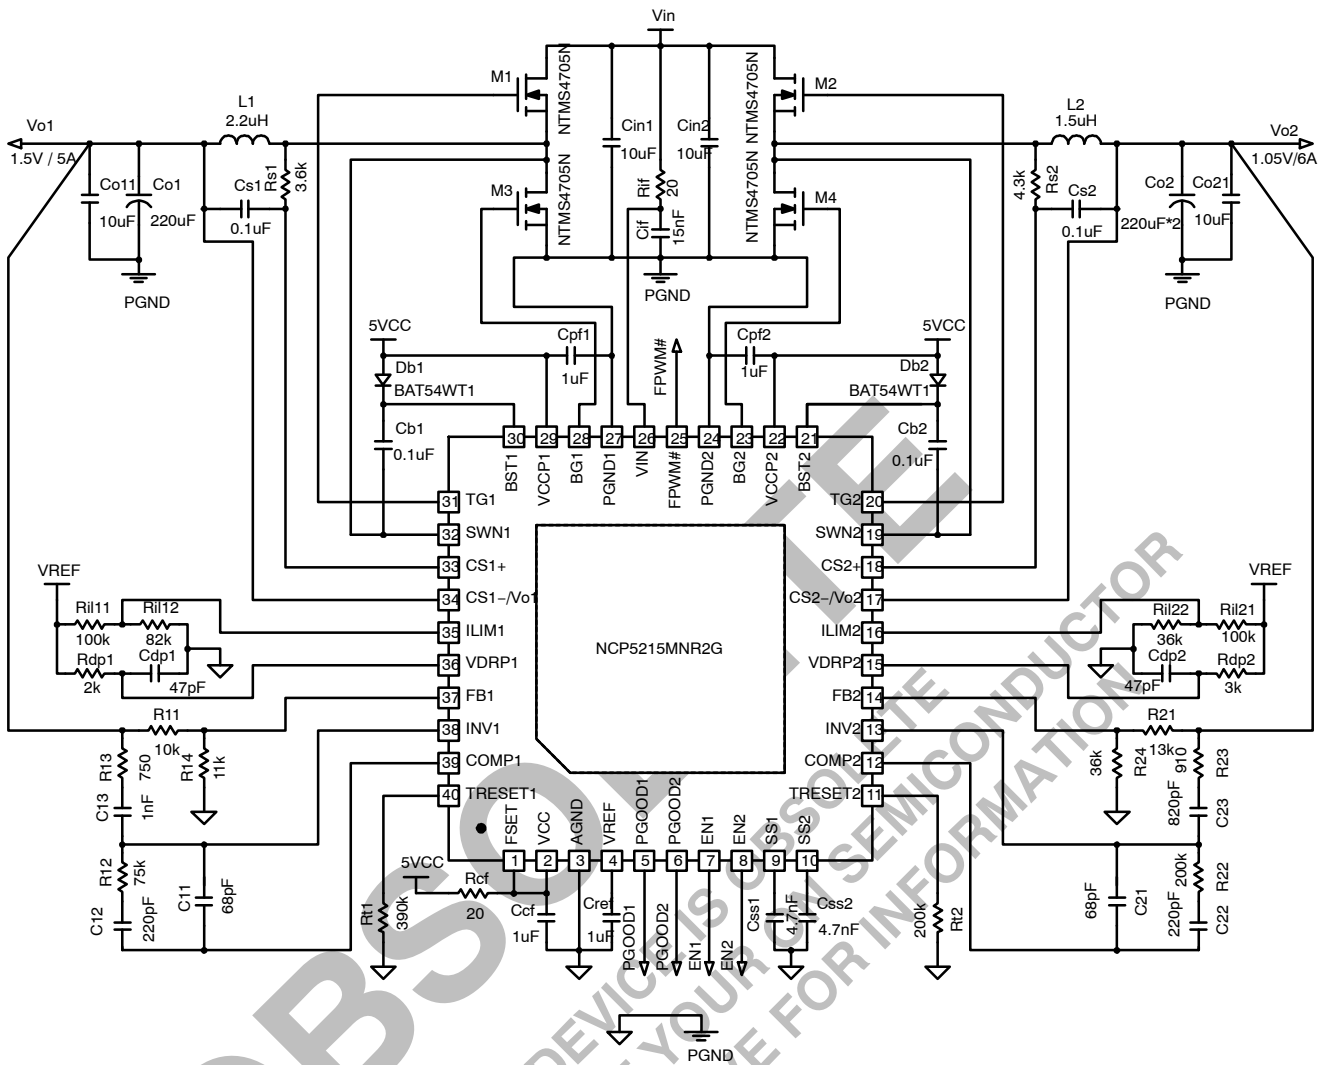 Vin
M1
NTMS4705N
NTMS4705N
M2
L1
2.2uH
Cin1
10uF
Cin2
10uF
L2
1.5uH
Vo1
1.5V / 5A
Vo2
1.05V/6A
Co11
10uF
Co1
220uF
Cs1
0.1uF
Rs1
3.6k
M3
NTMS4705N
Rif
20
Cif
15nF
NTMS4705N
M4
4.3k
Rs2
Cs2
0.1uF
Co2
220uF*2
Co21
10uF
PGND
PGND
PGND
5VCC
Cpf1
1uF
FPWM#
Cpf2
1uF
5VCC
Db1
BAT54WT1
Db2
BAT54WT1
Cb1
0.1uF
Cb2
0.1uF
30 29 28 27 26 25 24 23 22 21
BST1
VCCP1
BG1
PGND1
VIN
FPWM#
PGND2
BG2
VCCP2
BST2
31 TG1
TG2 20
32 SWN1
SWN2 19
33 CS1+
CS2+ 18
34 CS1-/Vo1
CS2-/Vo2 17
35 ILIM1
ILIM2 16
36 VDRP1
VDRP2 15
37 FB1
FB2 14
38 INV1
INV2 13
39 COMP1
COMP2 12
40 TRESET1
TRESET2 11
NCP5215MNR2G
VREF
Ril11
100k
Ril12
82k
Rdp1
2k
Cdp1
47pF
VREF
Ril22
36k
Ril21
100k
Cdp2
47pF
Rdp2
3k
R11
10k
R13
750
R14
11k
C13
1nF
R12
75k
C12
220pF
C11
68pF
R21
13k
36k
R24
910
R23
820pF
C23
200k
R22
220pF
C22
68pF
C21
FSET
VCC
AGND
VREF
PGOOD1
PGOOD2
EN1
EN2
SS1
SS2
1 2 3 4 5 6 7 8 9 10
5VCC
Rcf
20
Rt1
390k
Ccf
1uF
Cref
1uF
PGOOD1
PGOOD2
EN1
EN2
Css1
4.7nF
Css2
4.7nF
200k
Rt2
PGND
OBSOLETE
DEVICE IS OBSOLETE
YOUR ON SEMICONDUCTOR
FOR INFORMATION